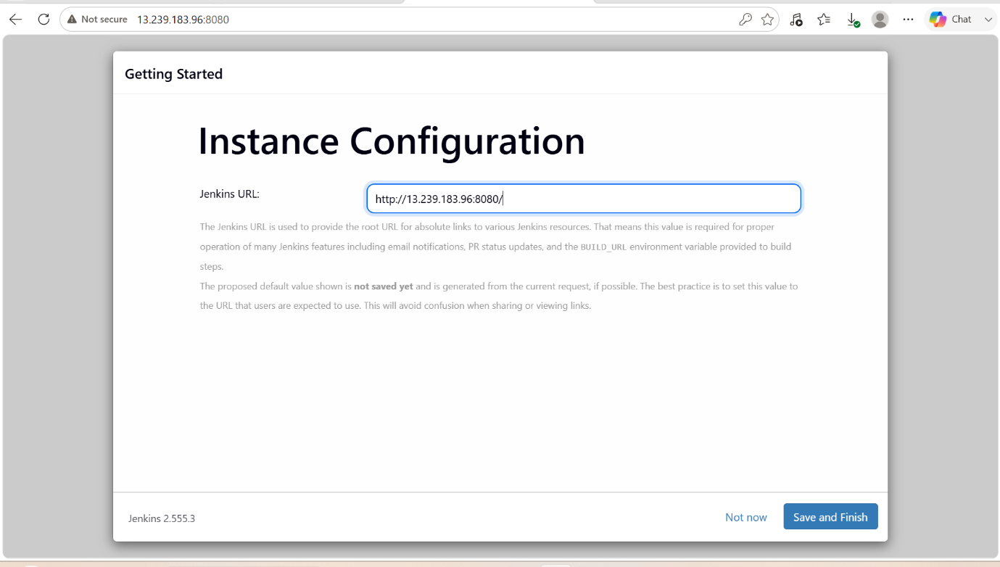 Not secure 13.239.183.96:8080
Chat
Getting Started
Instance Configuration
Jenkins URL:
http://13.239.183.96:8080/
The Jenkins URL is used to provide the root URL for absolute links to various Jenkins resources. That means this value is required for proper
operation of many Jenkins features including email notifications, PR status updates, and the BUILD_URL environment variable provided to build
steps.
The proposed default value shown is not saved yet and is generated from the current request, if possible. The best practice is to set this value to
the URL that users are expected to use. This will avoid confusion when sharing or viewing links.
Jenkins 2.555.3
Not now
Save and Finish